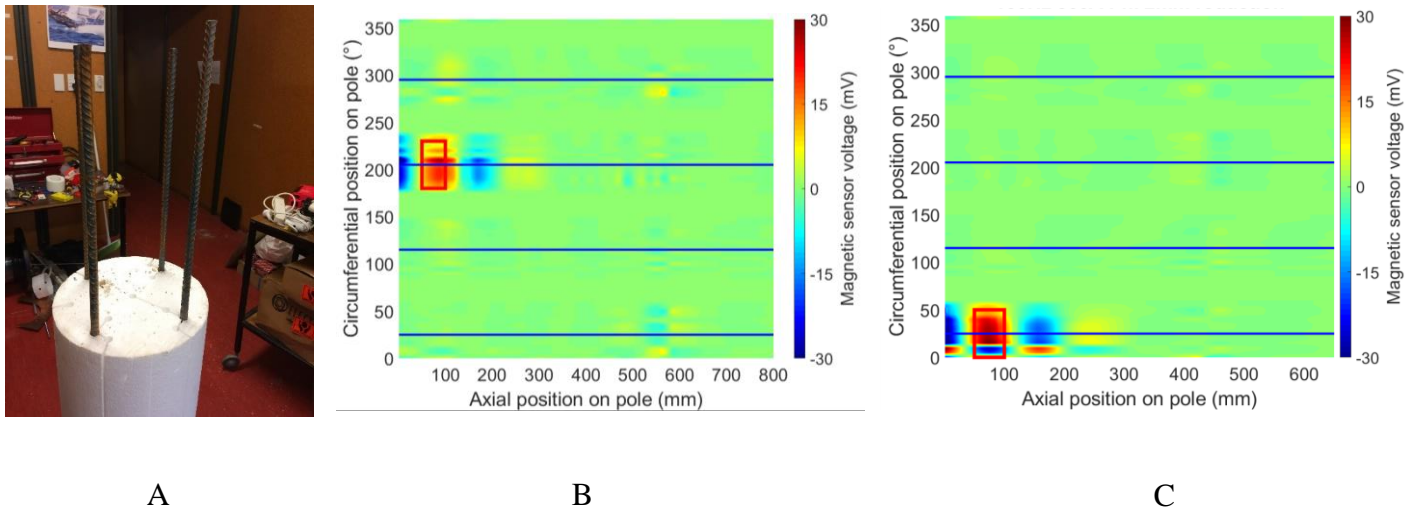 350
300
250
200
150
100
50
0
Circumferential position on pole (°)
100 200 300 400 500 600 700 800
Axial position on pole (mm)
30
15
0
-15
-30
Magnetic sensor voltage (mV)
350
300
250
200
150
100
50
0
Circumferential position on pole (°)
100 200 300 400 500 600
Axial position on pole (mm)
30
15
0
-15
-30
Magnetic sensor voltage (mV)
A B C